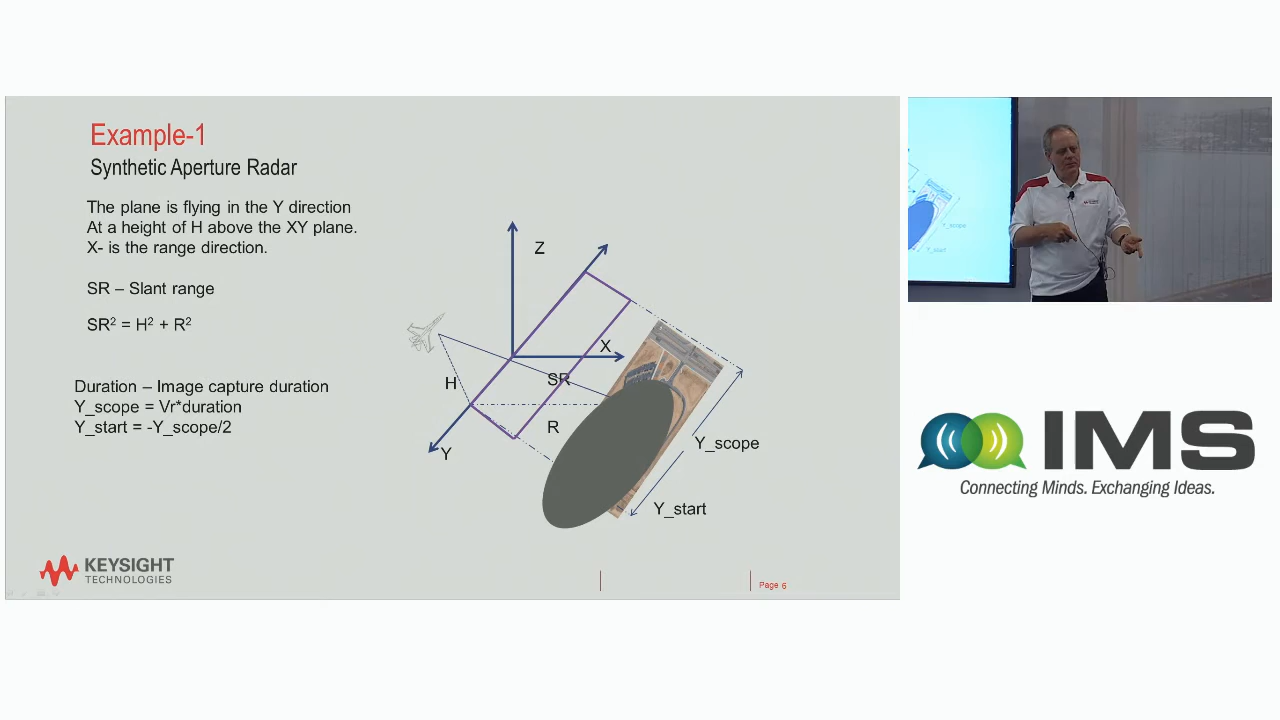 Example-1
Synthetic Aperture Radar
The plane is flying in the Y direction
At a height of H above the XY plane.
X- is the range direction.
SR – Slant range
SR² = H² + R²
Duration – Image capture duration
Y_scope = Vr*duration
Y_start = -Y_scope/2
Z
X
H
SR
R
Y
Y_scope
Y_start
KEYSIGHT
TECHNOLOGIES
Page 6
Y_scope
Y_start
IMS
Connecting Minds. Exchanging Ideas.